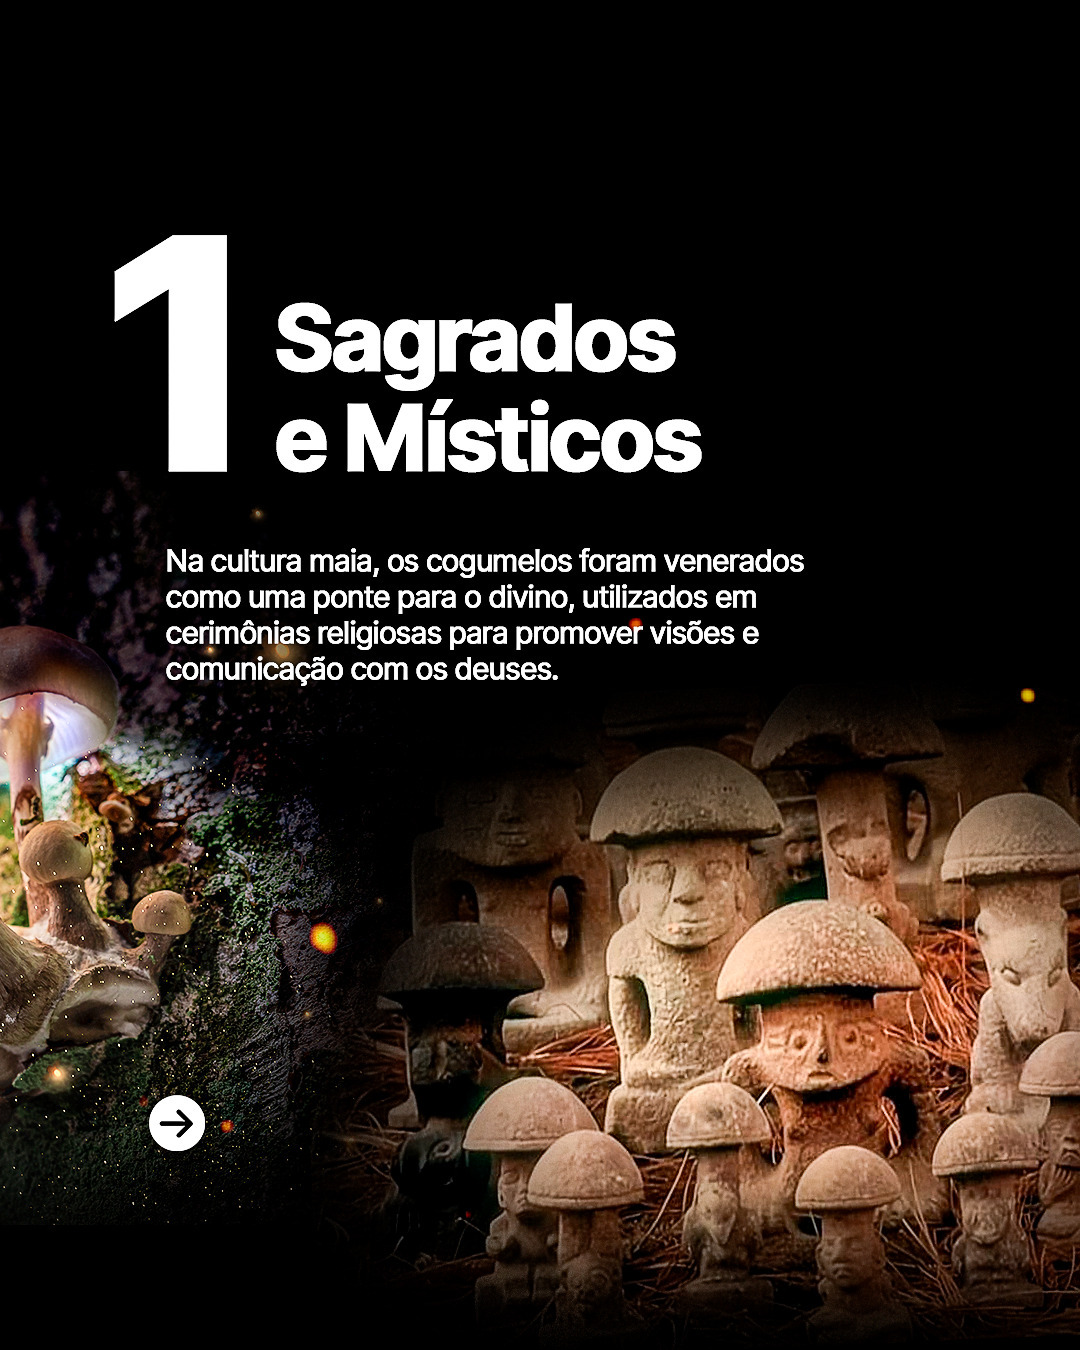 1
Sagrados
e Místicos
Na cultura maia, os cogumelos foram venerados
como uma ponte para o divino, utilizados em
cerimônias religiosas para promover visões e
comunicação com os deuses.